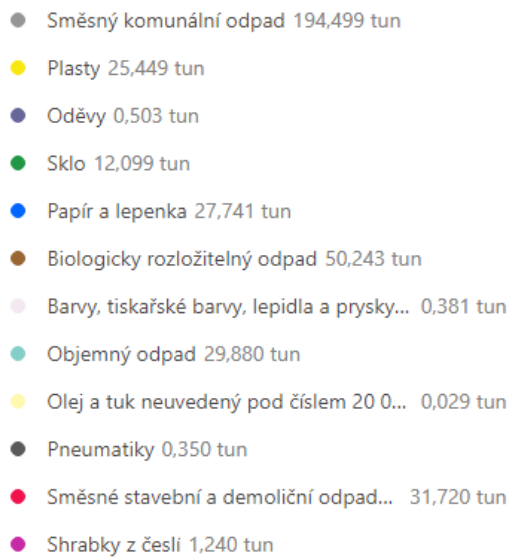 Směsný komunální odpad 194,499 tun
Plasty 25,449 tun
Oděvy 0,503 tun
Sklo 12,099 tun
Papír a lepenka 27,741 tun
Biologicky rozložitelný odpad 50,243 tun
Barvy, tiskařské barvy, lepidla a prysky... 0,381 tun
Objemný odpad 29,880 tun
Olej a tuk neuvedený pod číslem 20 0... 0,029 tun
Pneumatiky 0,350 tun
Směsné stavební a demoliční odpad... 31,720 tun
Shrabky z česlí 1,240 tun